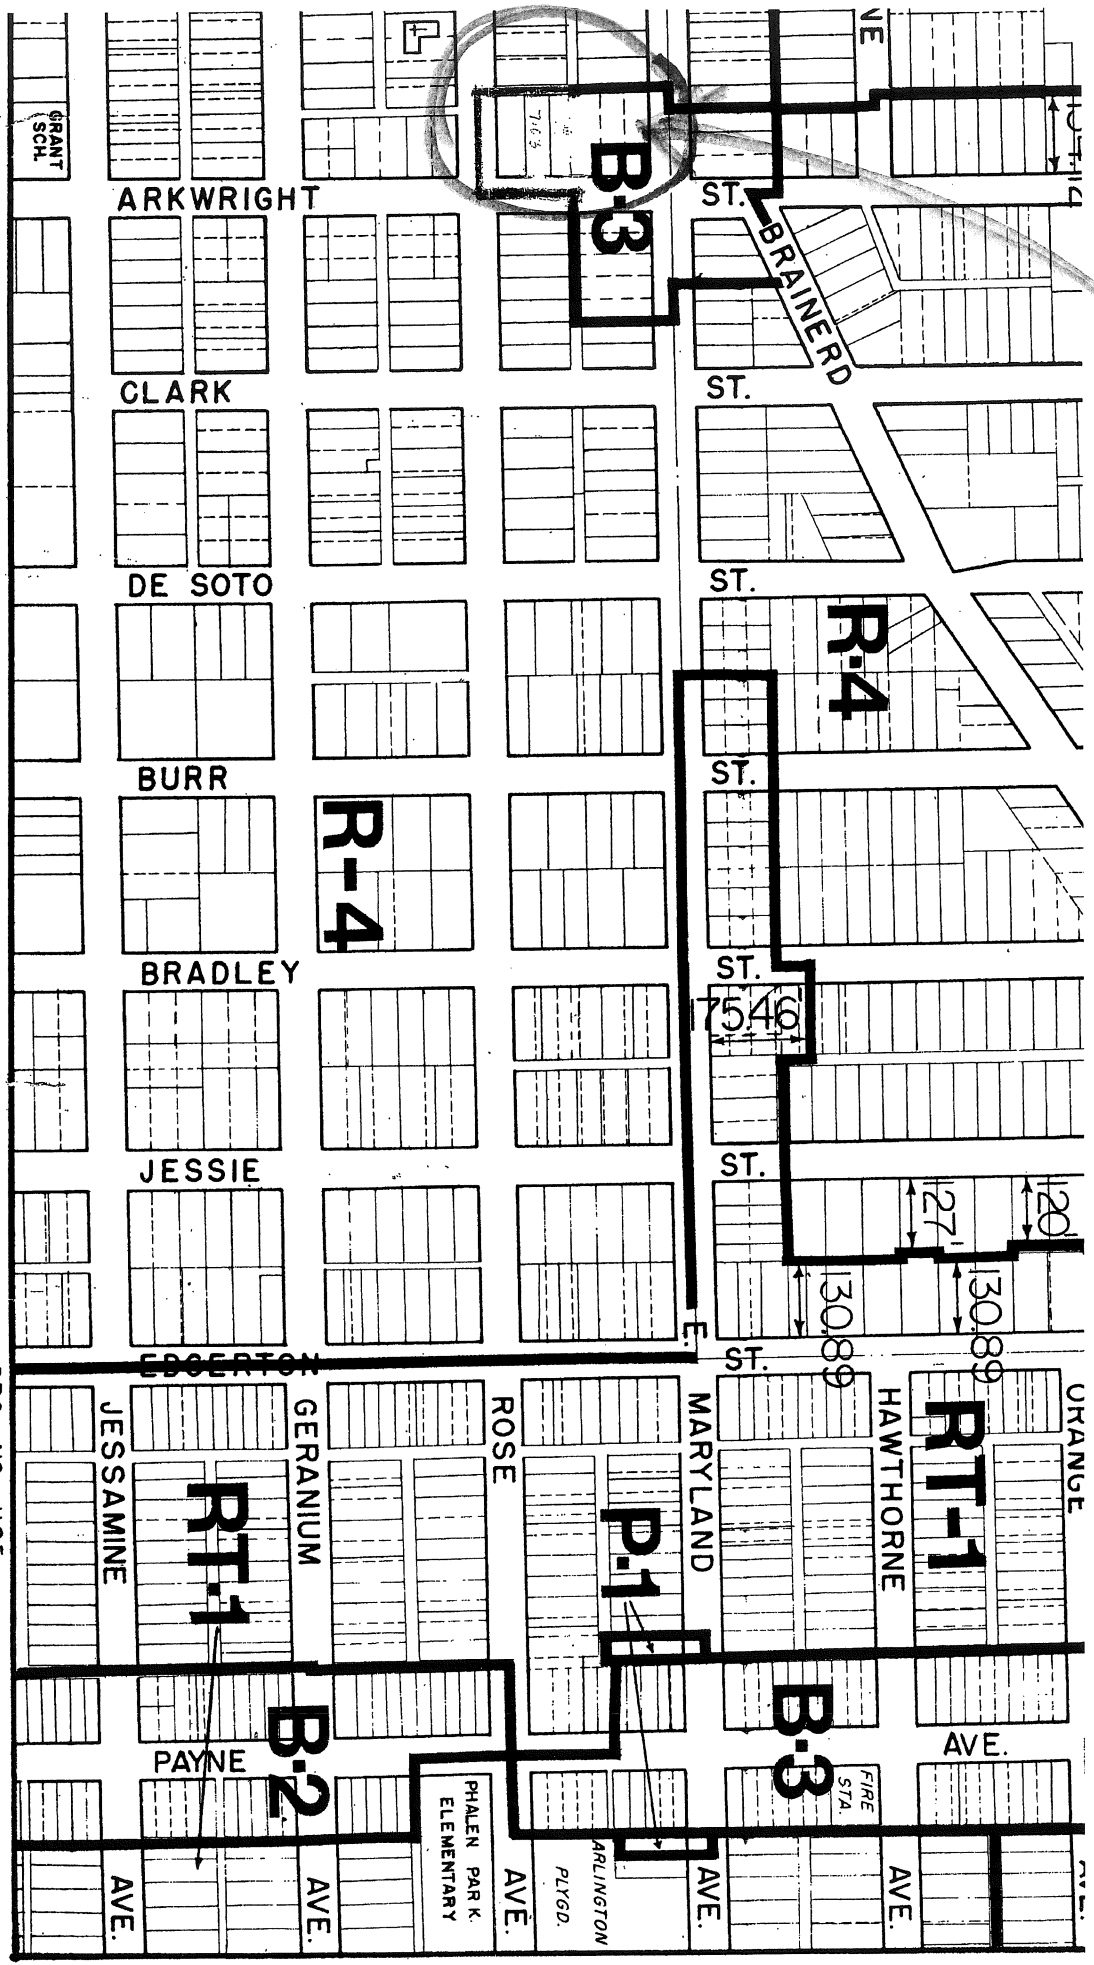 GRANT
SCH.
B-3
ARKWRIGHT ST.
BRAINERD
CLARK ST.
DE SOTO ST.
R-4
BURR ST.
R-4
BRADLEY ST.
175.46
JESSIE ST.
127'
120'
130.89
130.89
E.
EDGERTON ST.
JESSAMINE
GERANIUM
ROSE
MARYLAND
HAWTHORNE
ORANGE
RT-1
RT-1
P-1
B-2
B-3
PAYNE AVE.
FIRE
STA.
PHALEN PARK
ELEMENTARY
ARLINGTON
PLYGD.
AVE.
AVE.
AVE.
AVE.
AVE.